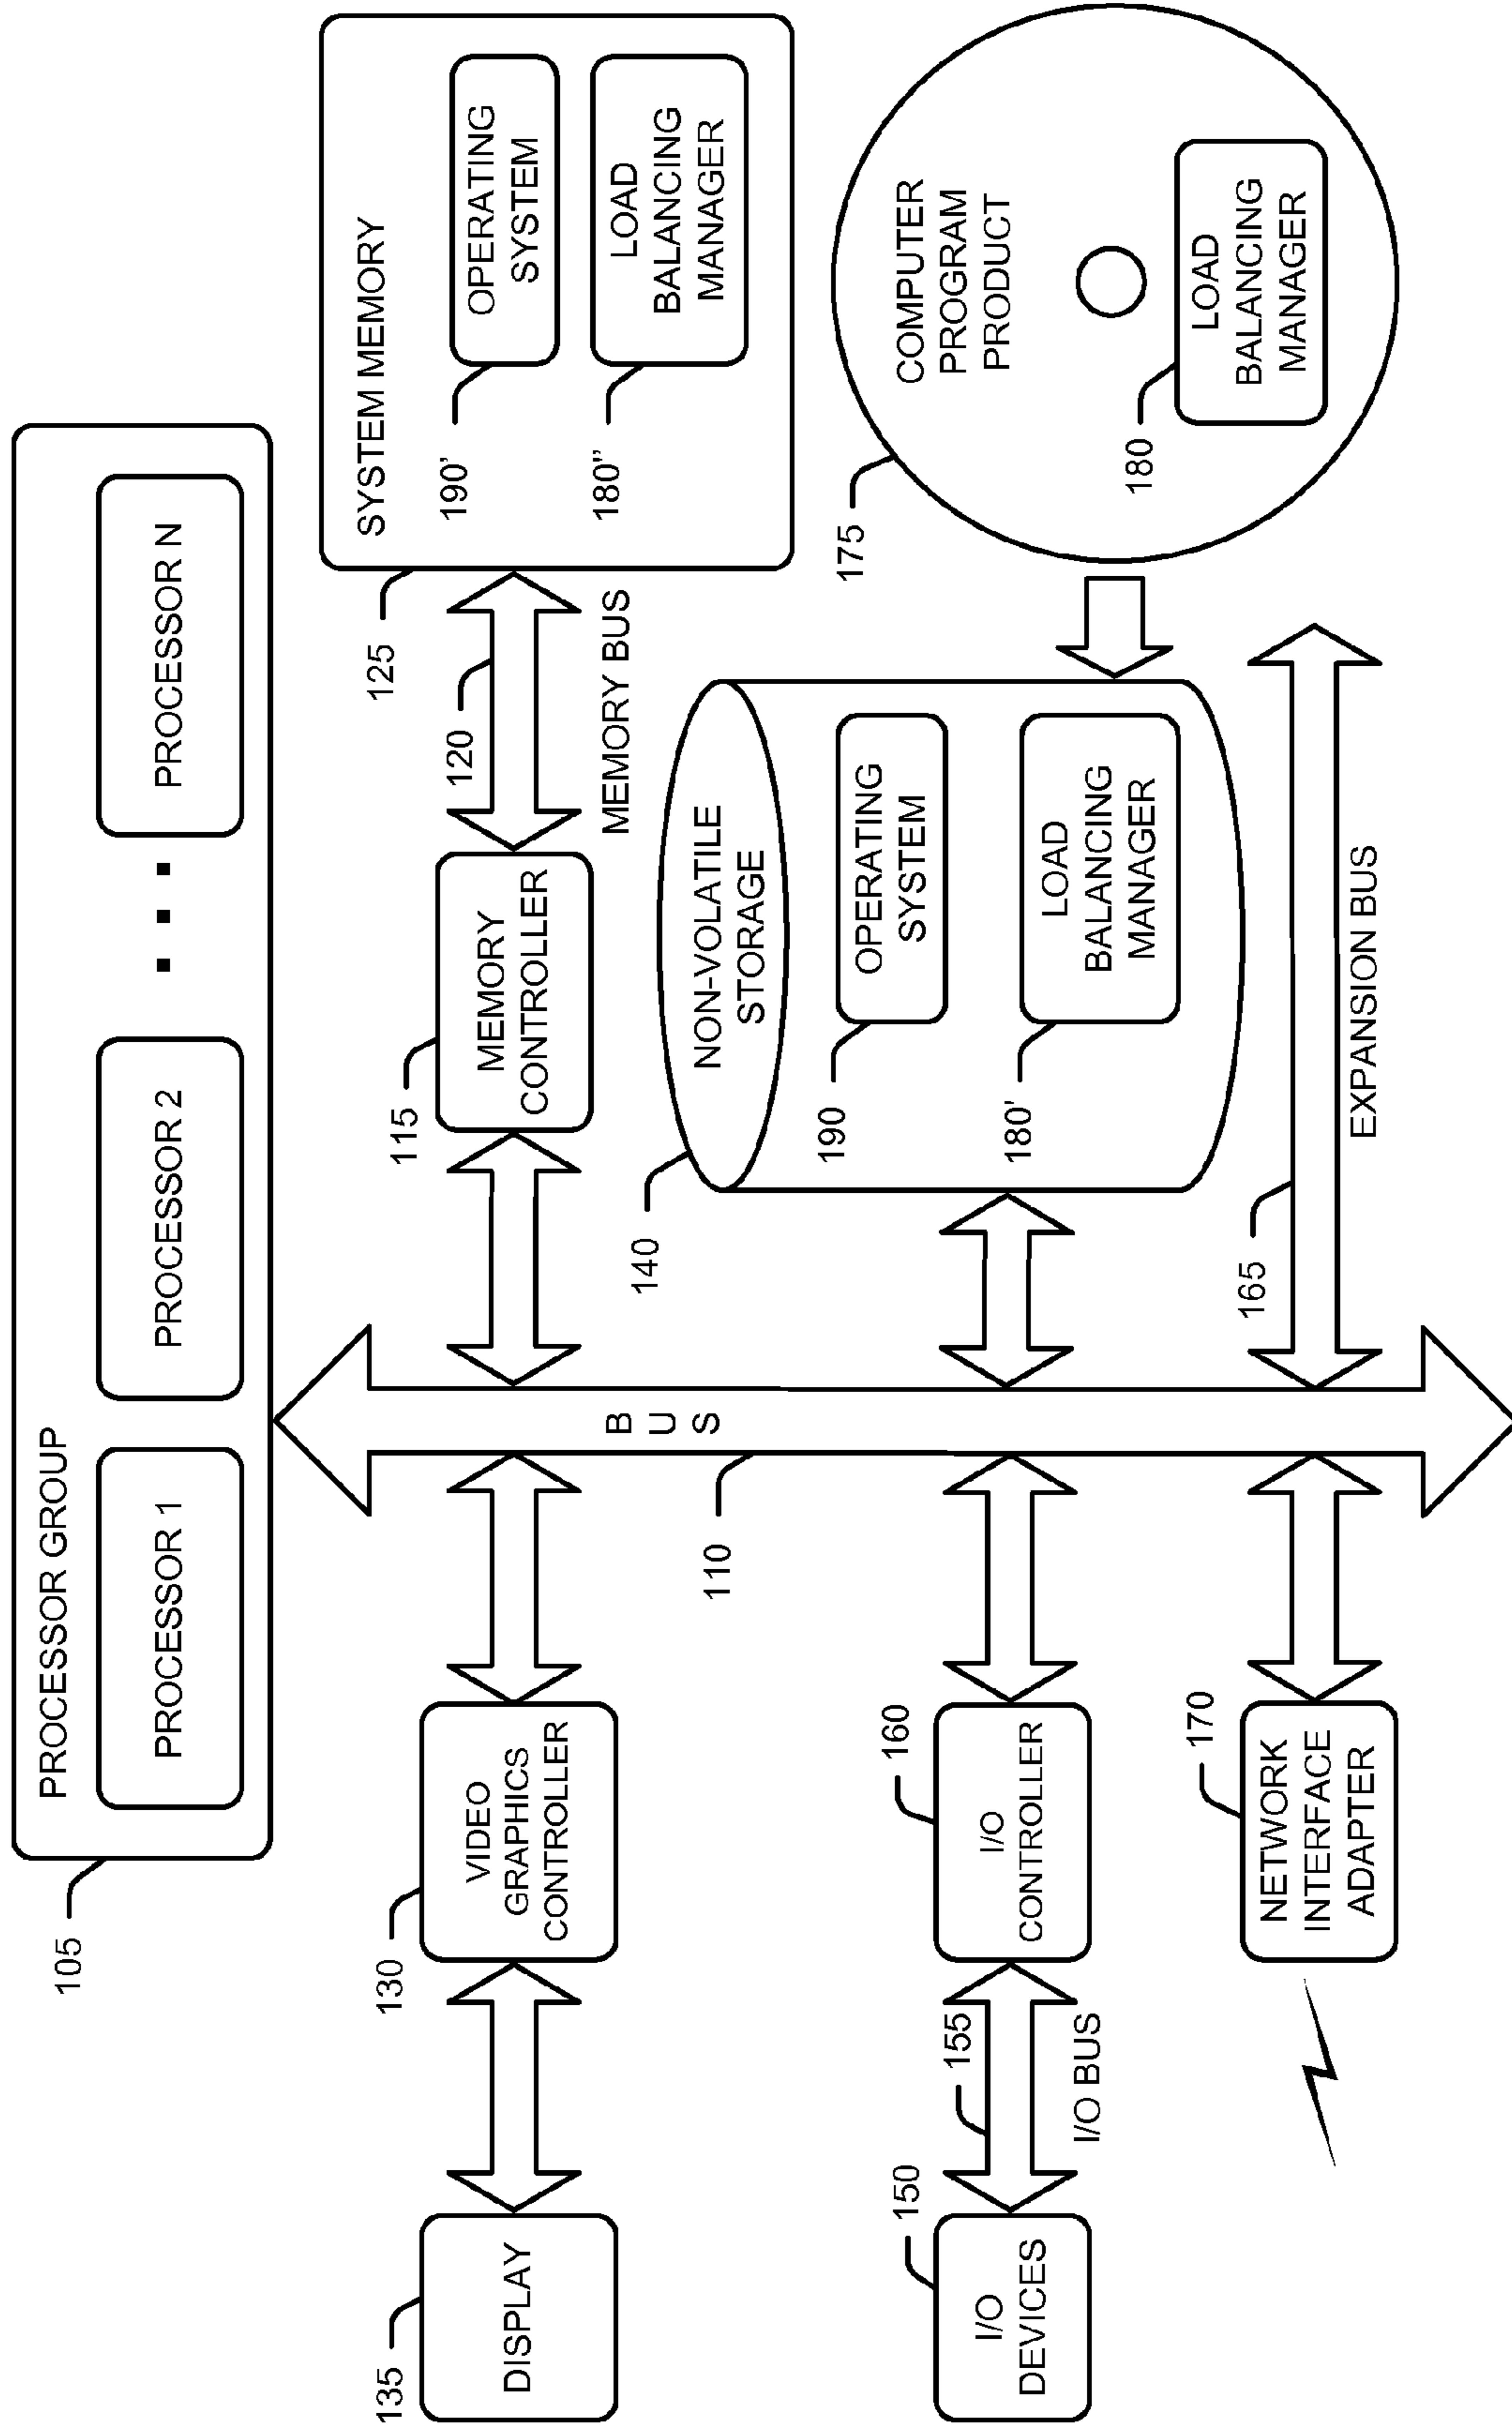 PROCESSOR GROUP
PROCESSOR 1
PROCESSOR 2
PROCESSOR N
105
135
DISPLAY
130
VIDEO
GRAPHICS
CONTROLLER
115
MEMORY
CONTROLLER
120
MEMORY BUS
125
SYSTEM MEMORY
190'
OPERATING
SYSTEM
180"
LOAD
BALANCING
MANAGER
B
U
S
110
140
NON-VOLATILE
STORAGE
190
OPERATING
SYSTEM
180'
LOAD
BALANCING
MANAGER
175
COMPUTER
PROGRAM
PRODUCT
180
LOAD
BALANCING
MANAGER
150
I/O
DEVICES
155
I/O BUS
160
I/O
CONTROLLER
170
NETWORK
INTERFACE
ADAPTER
165
EXPANSION BUS